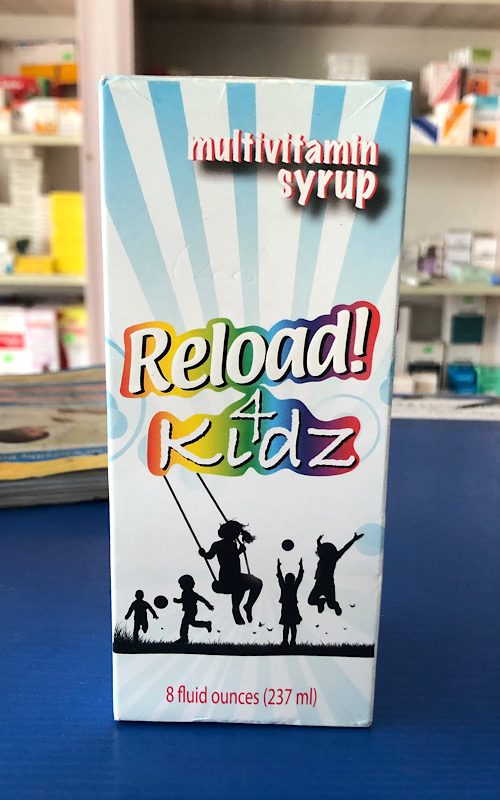 multivitamin
syrup
Reload!
4
Kidz
8 fluid ounces (237 ml)